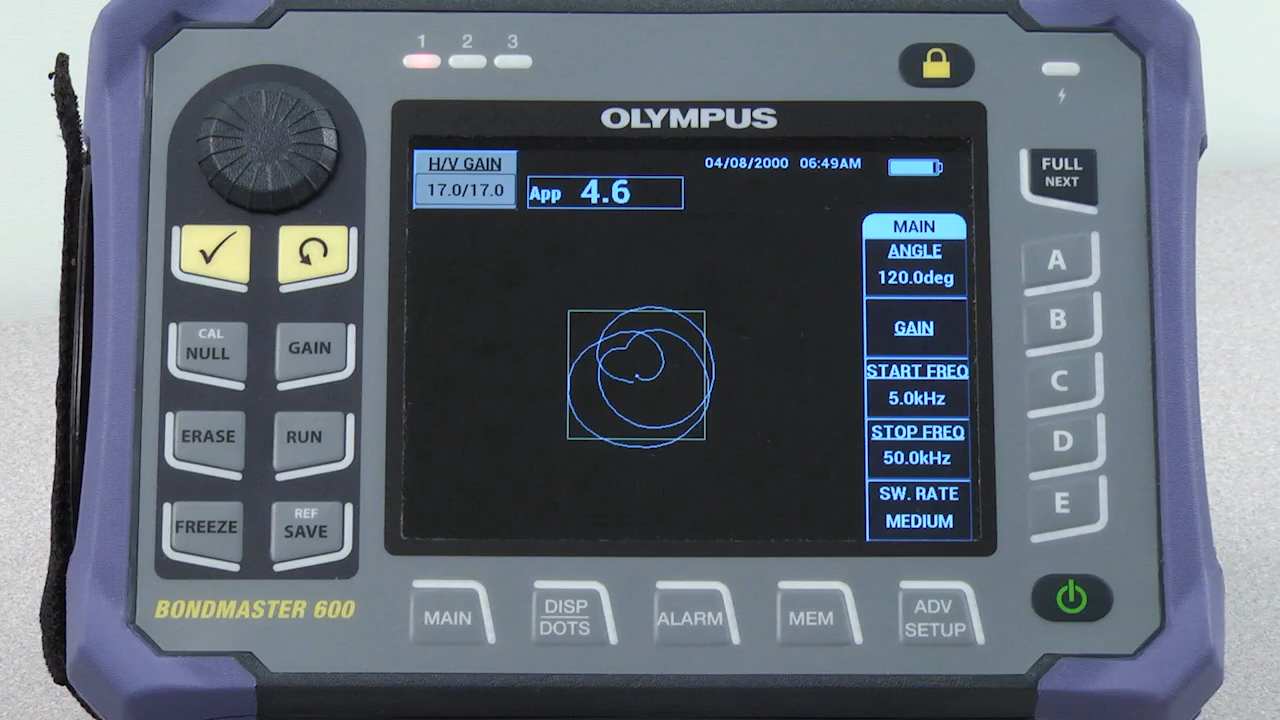 1 2 3
OLYMPUS
H/V GAIN
17.0/17.0
App 4.6
04/08/2000 06:49AM
MAIN
ANGLE
120.0deg
GAIN
START FREQ
5.0kHz
STOP FREQ
50.0kHz
SW. RATE
MEDIUM
FULL
NEXT
A
B
C
D
E
CAL
NULL
GAIN
ERASE
RUN
FREEZE
REF
SAVE
BONDMASTER 600
MAIN
DISP
DOTS
ALARM
MEM
ADV
SETUP